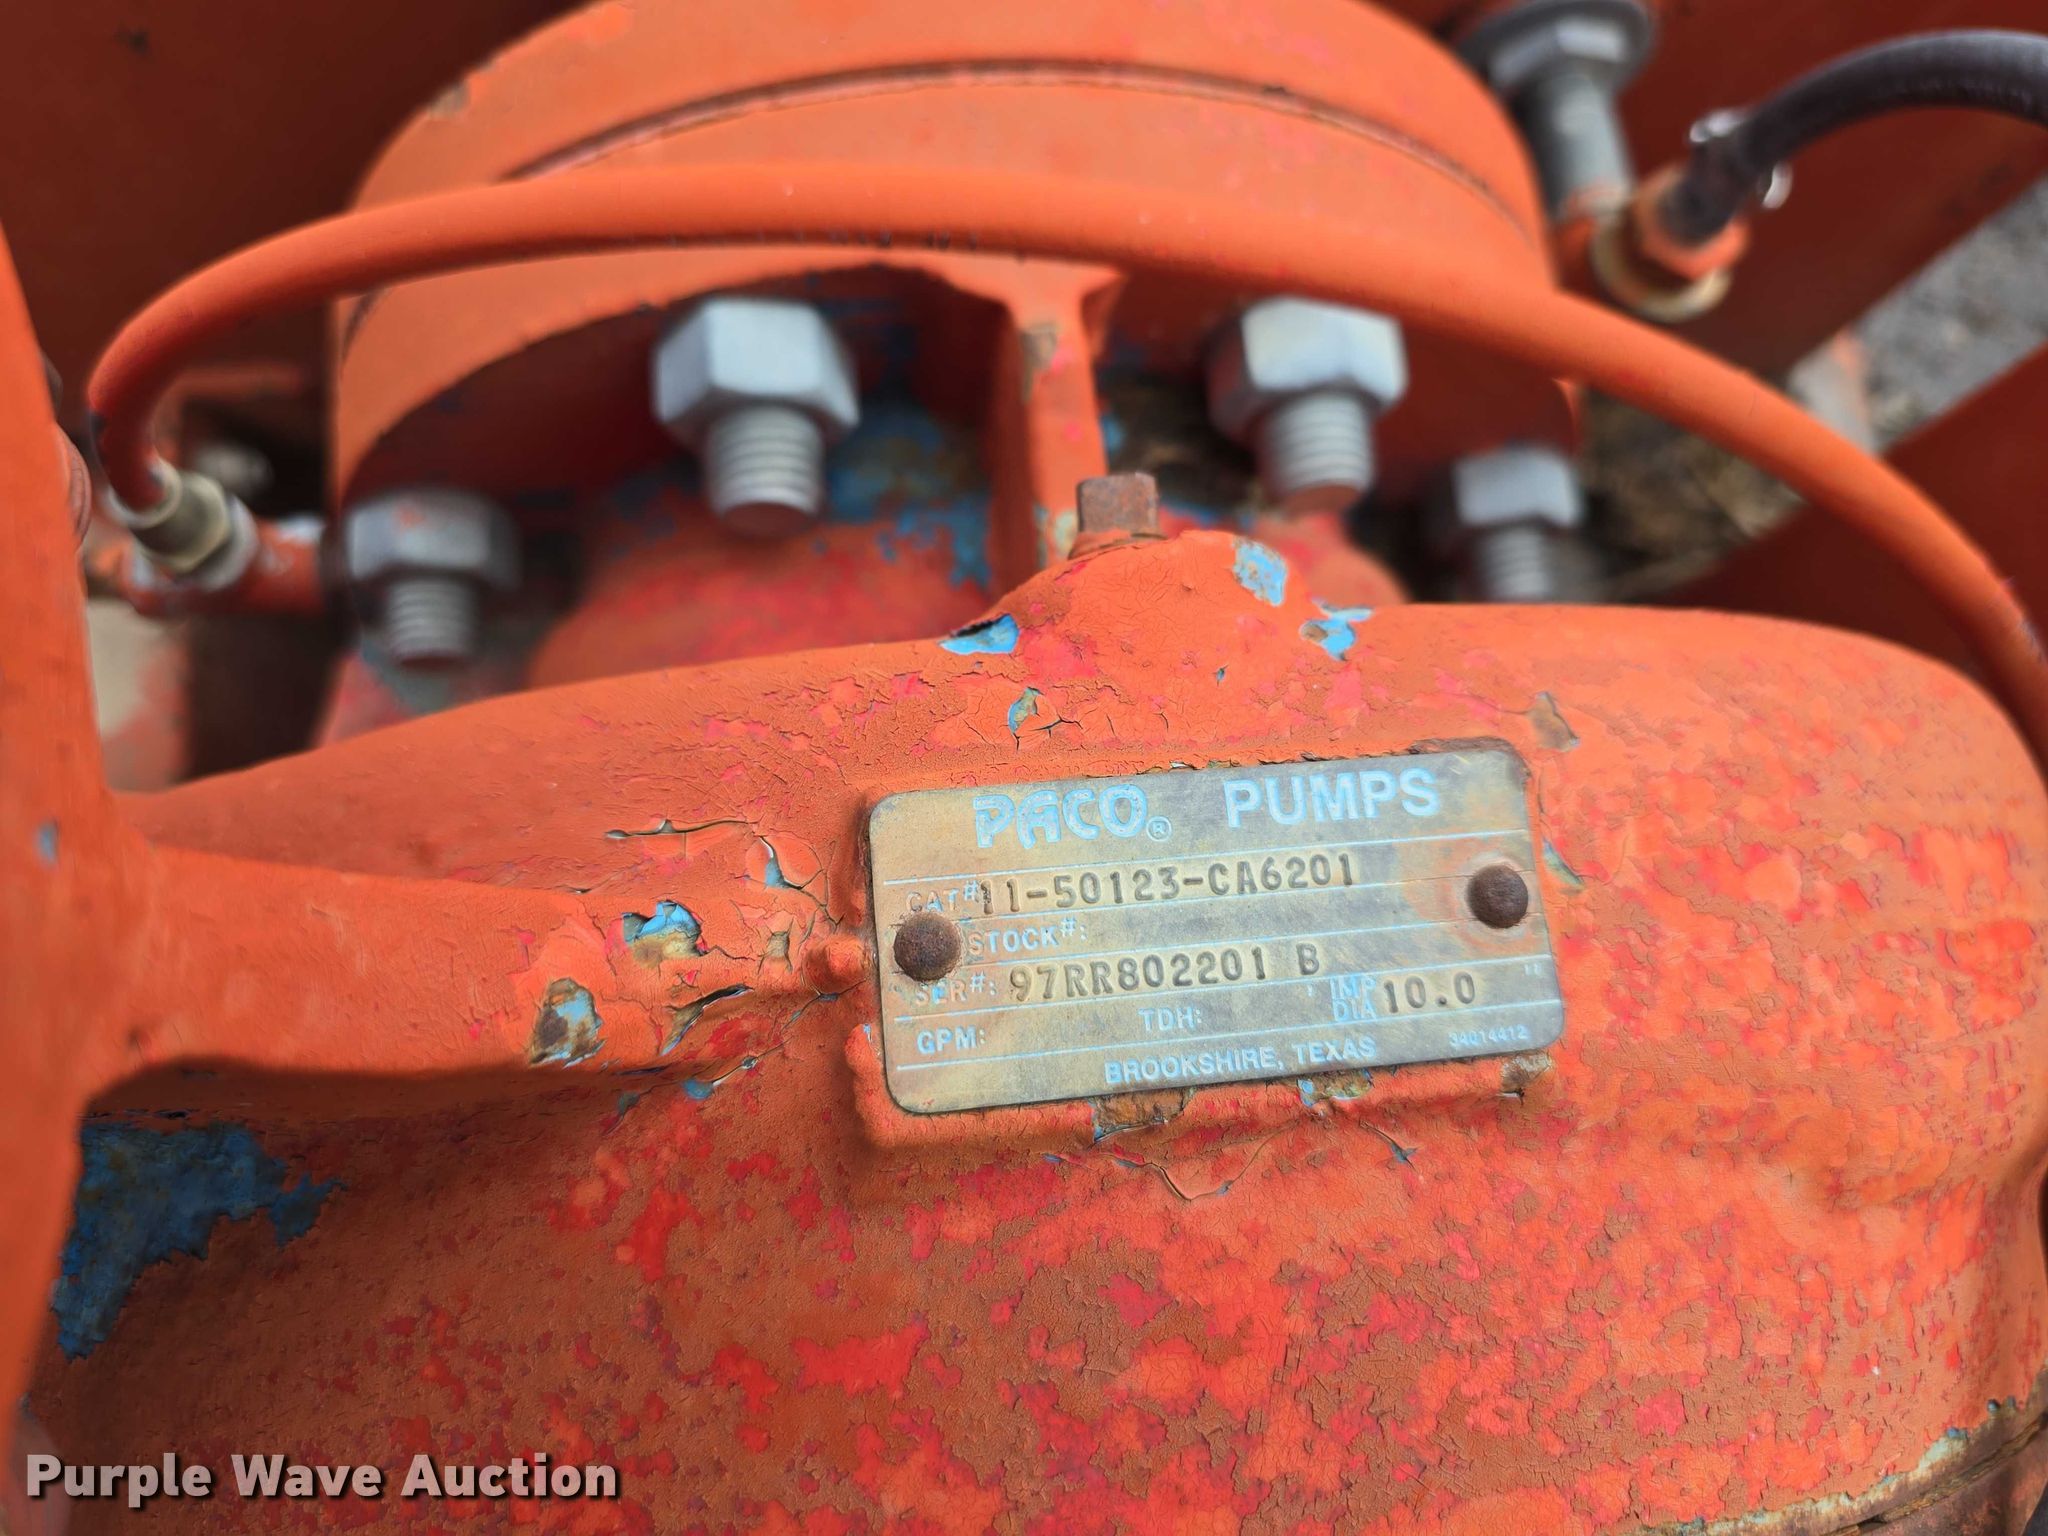 PACO® PUMPS
CAT# 11-50123-CA6201
STOCK#:
SER#: 97RR802201 B IMP DIA 10.0 "
GPM: TDH:
BROOKSHIRE, TEXAS 34014412
Purple Wave Auction